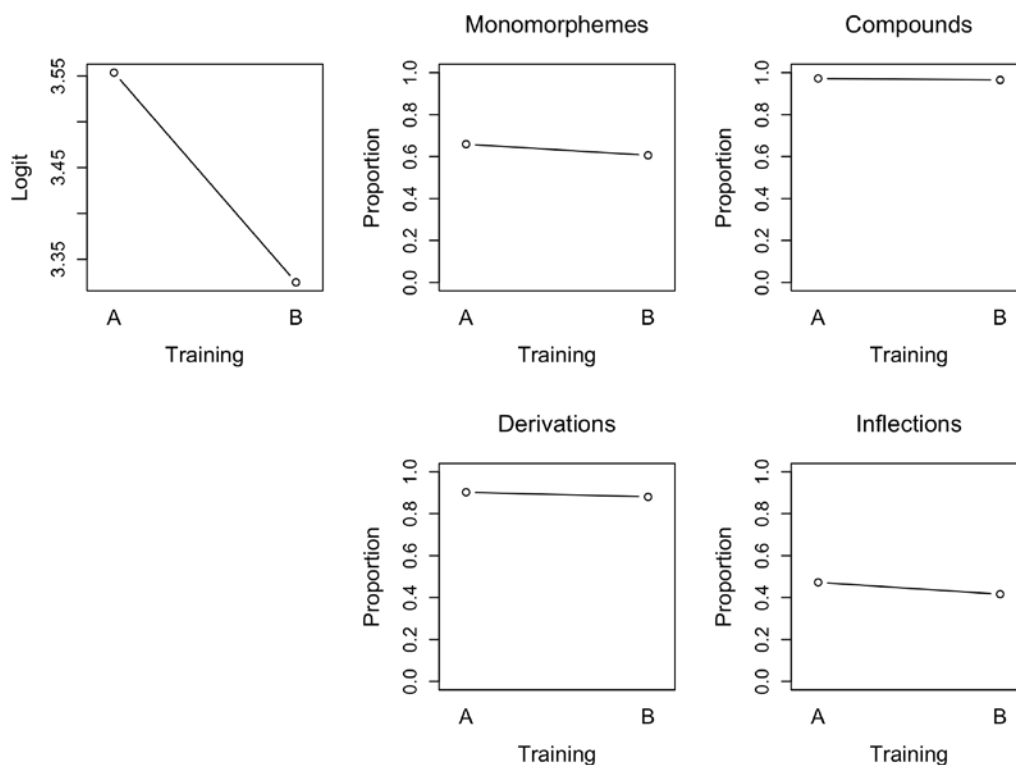 Monomorphemes
Compounds
Logit
3.55
3.45
3.35
A
B
Training
Proportion
1.0
0.8
0.6
0.4
0.2
0.0
A
B
Training
Proportion
1.0
0.8
0.6
0.4
0.2
0.0
A
B
Training
Derivations
Inflections
Proportion
1.0
0.8
0.6
0.4
0.2
0.0
A
B
Training
Proportion
1.0
0.8
0.6
0.4
0.2
0.0
A
B
Training